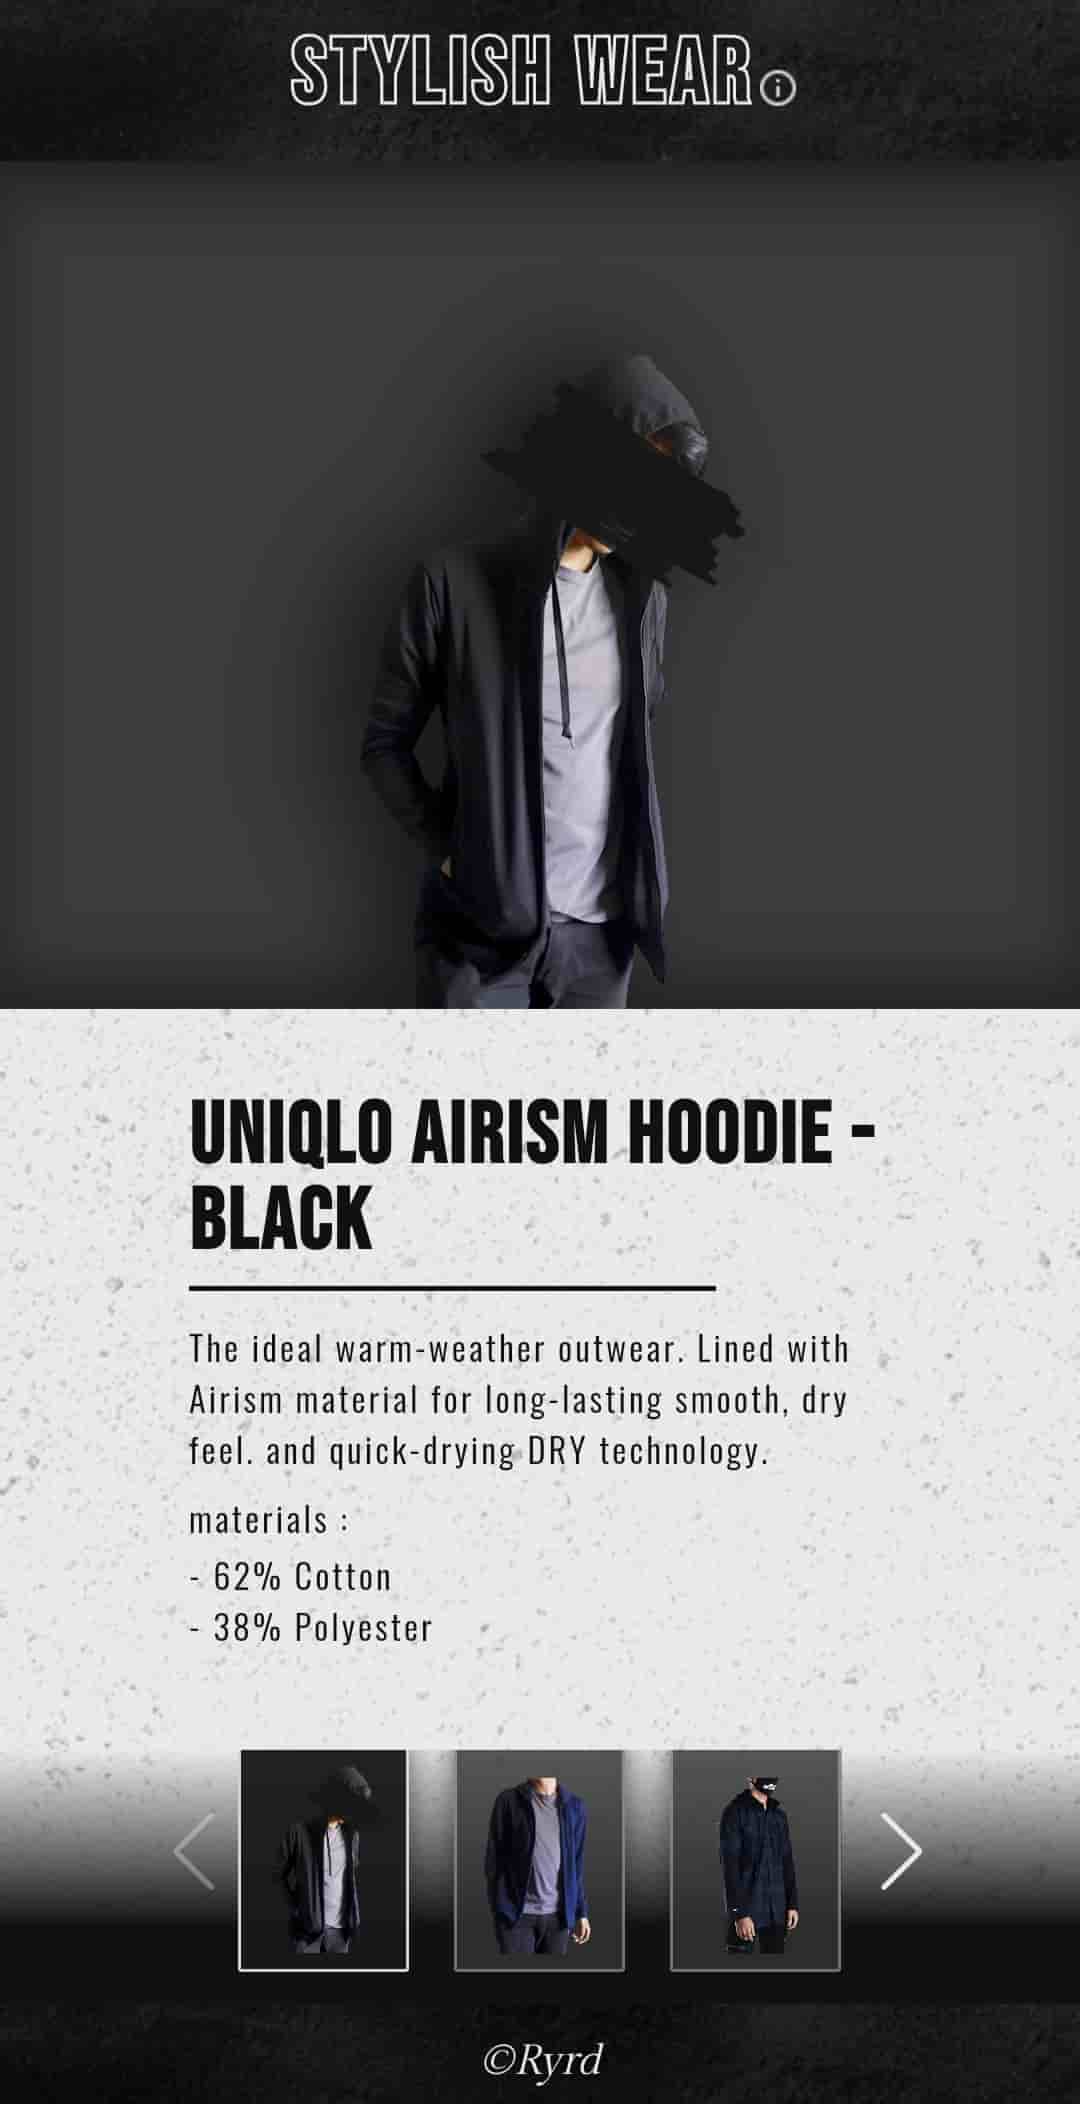 STYLISH WEAR
UNIQLO AIRISM HOODIE -
BLACK
The ideal warm-weather outwear. Lined with
Airism material for long-lasting smooth, dry
feel. and quick-drying DRY technology.
materials :
- 62% Cotton
- 38% Polyester
©Ryrd